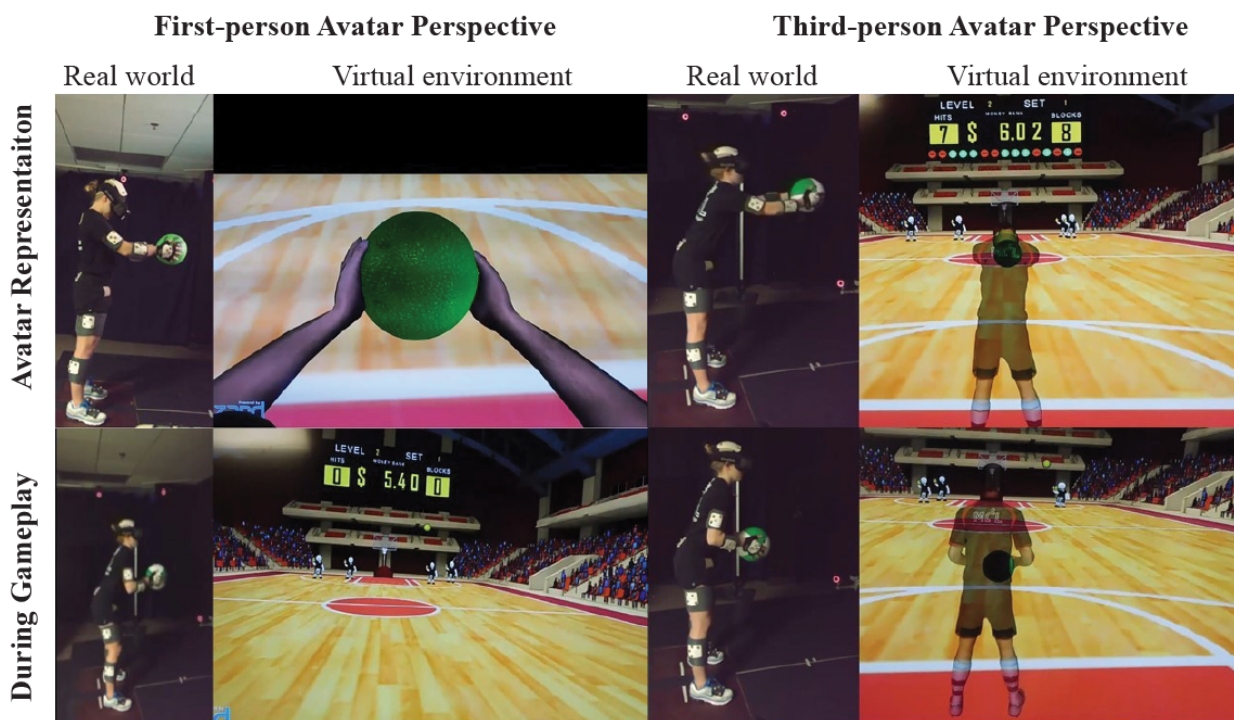 First-person Avatar Perspective Third-person Avatar Perspective
Real world Virtual environment Real world Virtual environment
Avatar Representaiton
LEVEL 2 SET 1
HITS MONEY BANK BLOCKS
7 $ 6.02 8
Powered by
During Gameplay
LEVEL 2 SET 1
HITS MONEY BANK BLOCKS
0 $ 5.40 0